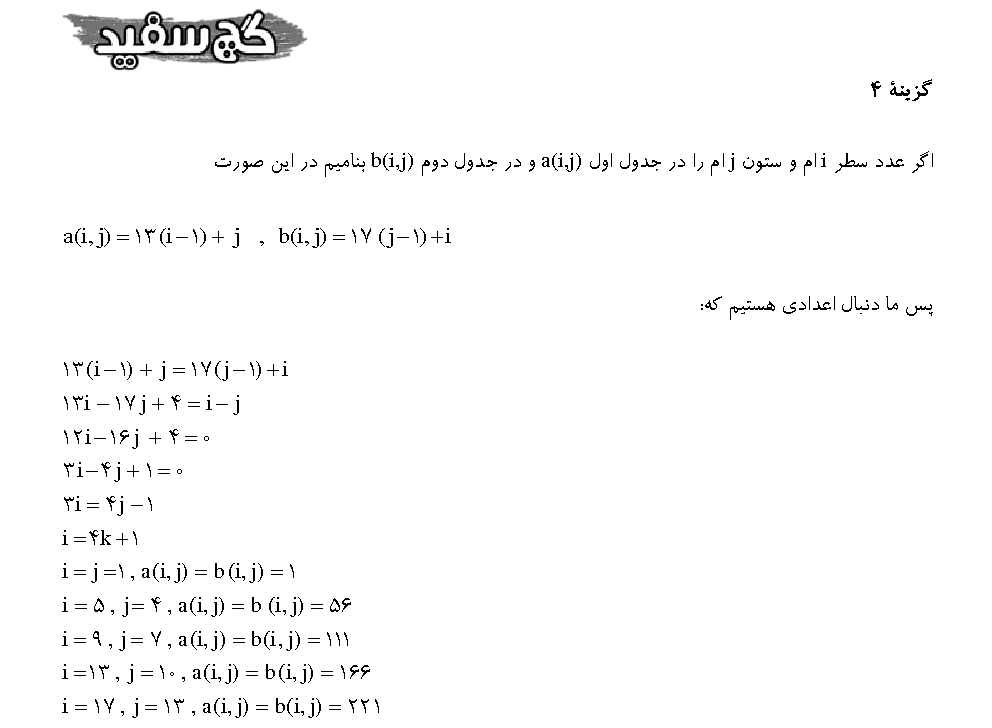 گچ سفید
گزینهٔ ۴
اگر عدد سطر i ام و ستون j ام را در جدول اول a(i,j) و در جدول دوم b(i,j) بنامیم در این صورت
a(i,j) = ۱۳(i−۱) + j , b(i,j) = ۱۷ (j−۱)+i
پس ما دنبال اعدادی هستیم که:
۱۳(i−۱) + j = ۱۷(j−۱)+i
۱۳i − ۱۷j + ۴ = i − j
۱۲i−۱۶j + ۴ = ۰
۳i−۴j+۱ = ۰
۳i = ۴j −۱
i = ۴k +۱
i = j =۱ , a(i,j) = b(i,j) = ۱
i = ۵ , j = ۴ , a(i,j) = b (i,j) = ۵۶
i = ۹ , j = ۷ , a(i,j) = b(i,j) = ۱۱۱
i =۱۳ , j = ۱۰ , a(i,j) = b(i,j) = ۱۶۶
i = ۱۷ , j = ۱۳ , a(i,j) = b(i,j) = ۲۲۱